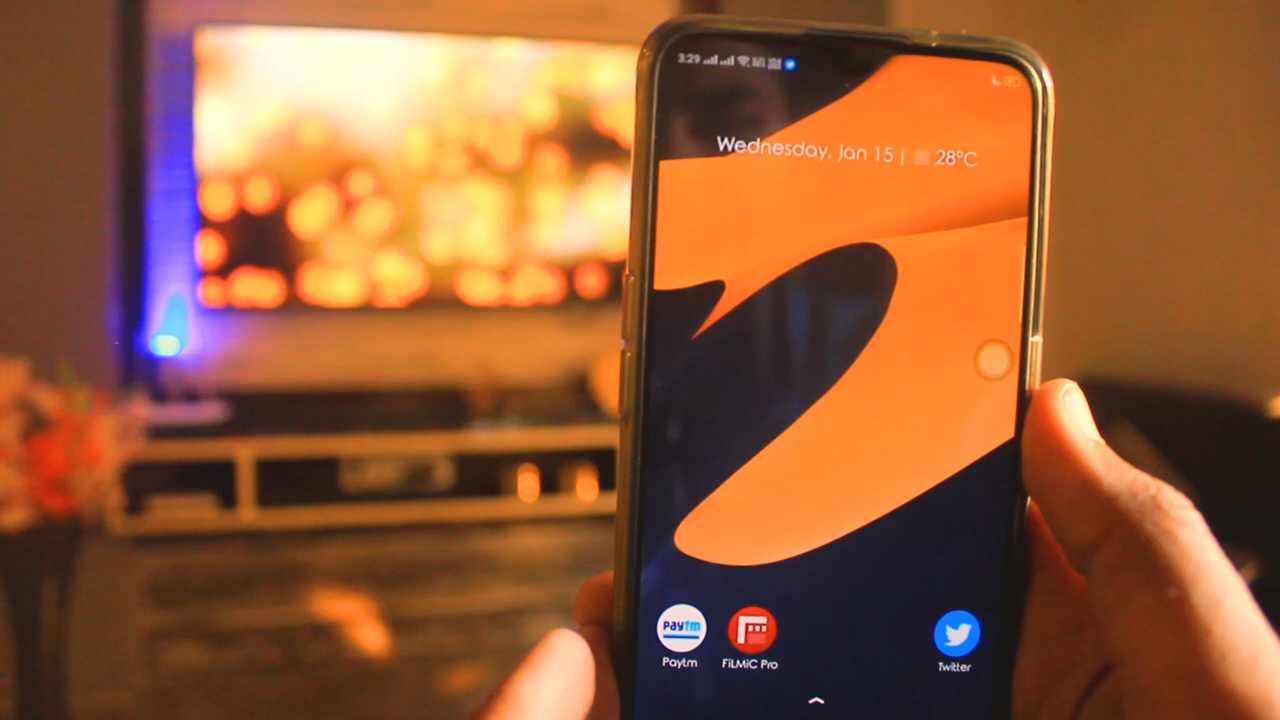 3:29
Wednesday, Jan 15 | 28°C
Paytm
Paytm
FiLMiC Pro
Twitter